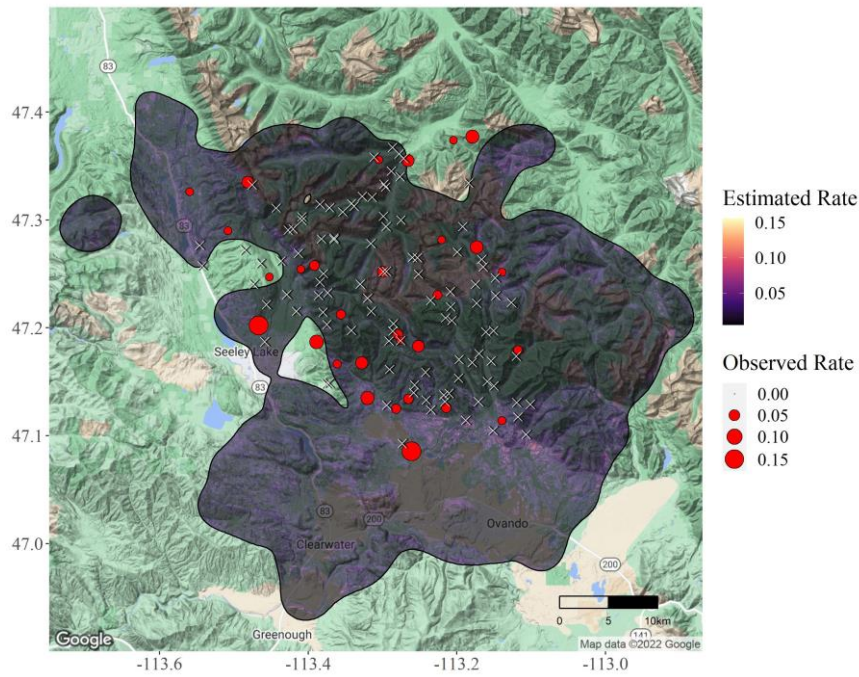 83
47.4
47.3
83
47.2
Seeley Lake
83
47.1
83
200
Ovando
47.0
Clearwater
200
0 5 10km
Greenough
141
Google
Map data ©2022 Google
-113.6 -113.4 -113.2 -113.0
Estimated Rate
0.15
0.10
0.05
Observed Rate
0.00
0.05
0.10
0.15